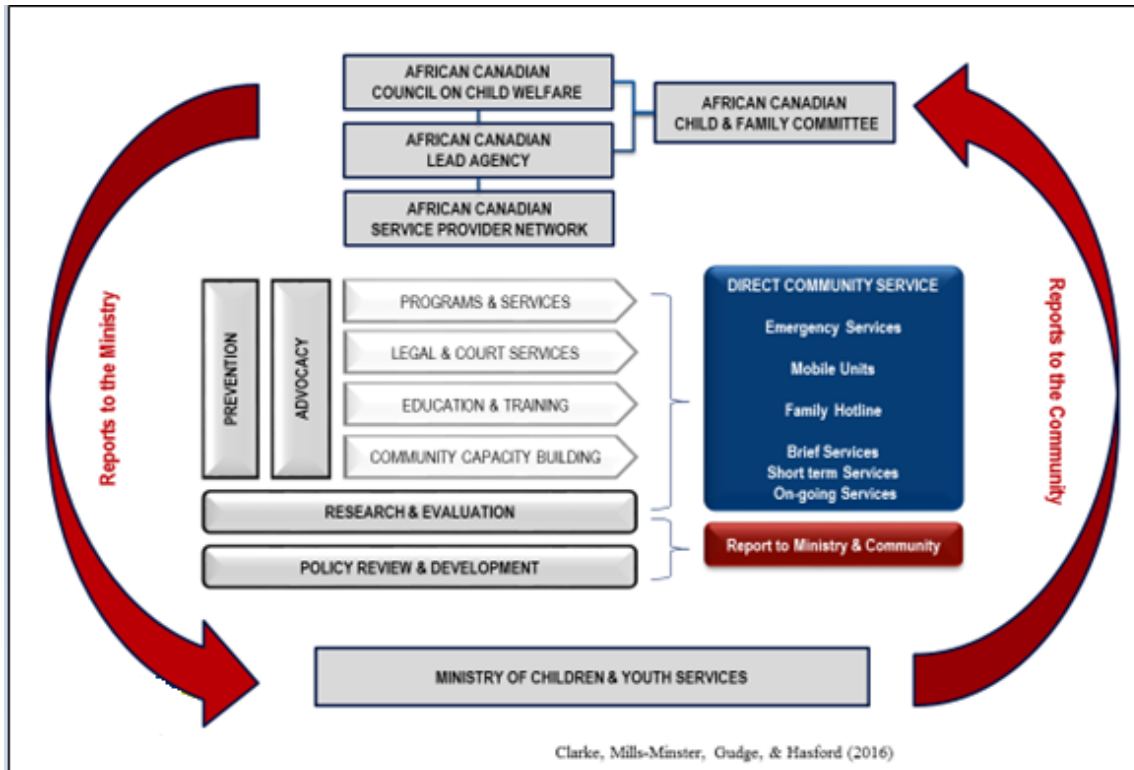 AFRICAN CANADIAN
COUNCIL ON CHILD WELFARE
AFRICAN CANADIAN
CHILD & FAMILY COMMITTEE
AFRICAN CANADIAN
LEAD AGENCY
AFRICAN CANADIAN
SERVICE PROVIDER NETWORK
Reports to the Ministry
PREVENTION
ADVOCACY
PROGRAMS & SERVICES
LEGAL & COURT SERVICES
EDUCATION & TRAINING
COMMUNITY CAPACITY BUILDING
RESEARCH & EVALUATION
POLICY REVIEW & DEVELOPMENT
DIRECT COMMUNITY SERVICE
Emergency Services
Mobile Units
Family Hotline
Brief Services
Short term Services
On-going Services
Report to Ministry & Community
Reports to the Community
MINISTRY OF CHILDREN & YOUTH SERVICES
Clarke, Mills-Minster, Gudge, & Hasford (2016)